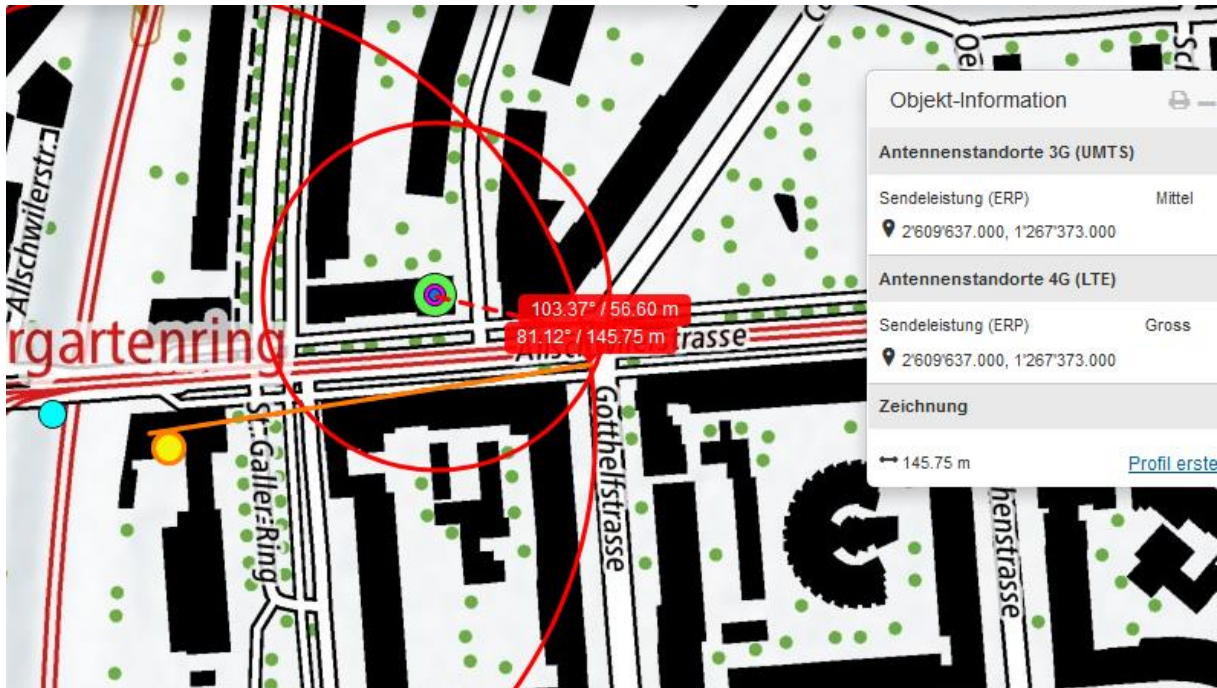 Allschwilerstr.
rgartenring
St. Galler-Ring
103.37° / 56.60 m
81.12° / 145.75 m
Gotthelfstrasse
Oe
Sc
henstrasse
Objekt-Information
Antennenstandorte 3G (UMTS)
Sendeleistung (ERP) Mittel
2'609'637.000, 1'267'373.000
Antennenstandorte 4G (LTE)
Sendeleistung (ERP) Gross
2'609'637.000, 1'267'373.000
Zeichnung
145.75 m Profil erste